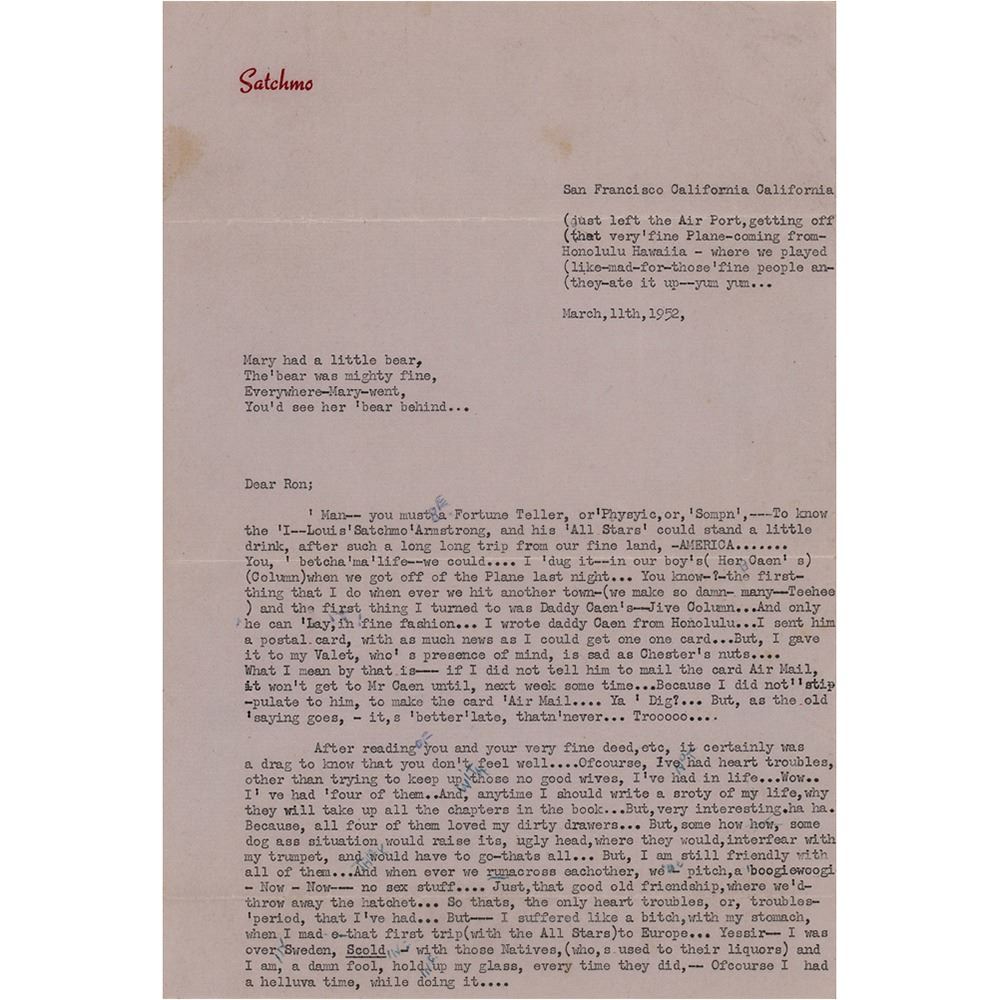 Satchmo
San Francisco California California
(just left the Air Port,getting off
(that very'fine Plane-coming from-
Honolulu Hawaiia - where we played
(like-mad-for-those'fine people an-
(they-ate it up--yum yum...
March,11th,1952,
Mary had a little bear,
The'bear was mighty fine,
Everywhere-Mary-went,
You'd see her 'bear behind...
Dear Ron;
' Man-- you must BE a Fortune Teller, or'Physyic,or,'Sompn',---To know
the 'I--Louis'Satchmo'Armstrong, and his 'All Stars' could stand a little
drink, after such a long long trip from our fine land, -AMERICA.......
You, ' betcha'ma'life--we could.... I 'dug it--in our boy's( Her Caen' s)
(Column)when we got off of the Plane last night... You know-?-the first-
thing that I do when ever we hit another town-(we make so damn- many--Teehee
) and the first thing I turned to was Daddy Caen's--Jive Column...And only
he can 'Lay,in fine fashion... I wrote daddy Caen from Honolulu...I sent him
a postal card, with as much news as I could get one one card...But, I gave
it to my Valet, who' s presence of mind, is sad as Chester's nuts....
What I mean by that is--- if I did not tell him to mail the card Air Mail,
it won't get to Mr Caen until, next week some time...Because I did not''stip
-pulate to him, to make the card 'Air Mail.... Ya ' Dig?... But, as the old
'saying goes, - it,s 'better'late, thatn'never... Trooooo....
After reading OF you and your very fine deed,etc, it certainly was
a drag to know that you don't feel well....Ofcourse, I've had heart troubles,
other than trying to keep up WITH those no good wives, I've had in life...Wow..
I' ve had 'four of them..And, anytime I should write a sroty of my life,why
they will take up all the chapters in the book...But,very interesting.ha ha.
Because, all four of them loved my dirty drawers... But,some how how, some
dog ass situation would raise its, ugly head,where they would,interfear with
my trumpet, and THEY would have to go-thats all... But, I am still friendly with
all of them...And when ever we runacross eachother, we- pitch,a'boogiewoogi
- Now - Now--- no sex stuff.... Just,that good old friendship,where we'd-
throw away the hatchet... So thats, the only heart troubles, or, troubles-
'period, that I've had... But--- I suffered like a bitch,with my stomach,
when I mad e-that first trip(with the All Stars)to Europe... Yessir-- I was
over IN Sweden, Scold ING - with those Natives,(who,s used to their liquors) and
I am, a damn fool, hold ING up my glass, every time they did,-- Ofcourse I had
a helluva time, while doing it....